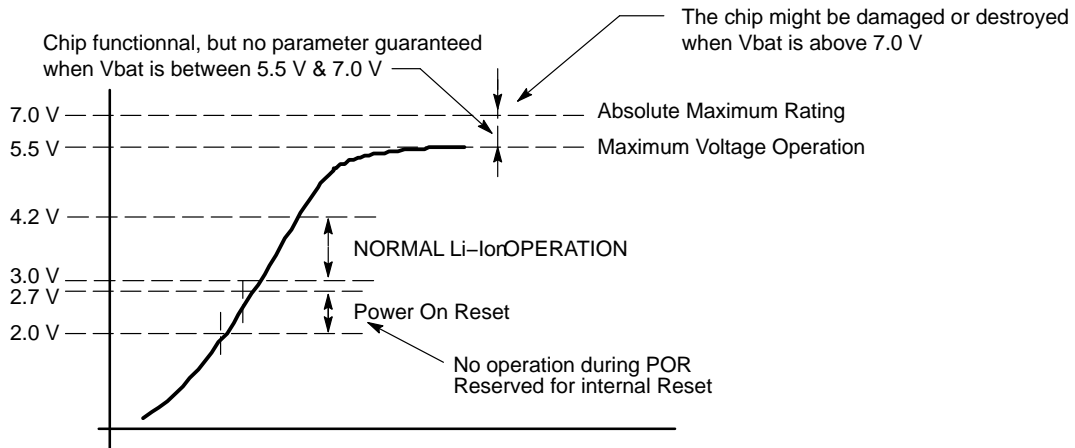 The chip might be damaged or destroyed
when Vbat is above 7.0 V
Chip functionnal, but no parameter guaranteed
when Vbat is between 5.5 V & 7.0 V
7.0 V
Absolute Maximum Rating
5.5 V
Maximum Voltage Operation
4.2 V
NORMAL Li–IonOPERATION
3.0 V
2.7 V
Power On Reset
2.0 V
No operation during POR
Reserved for internal Reset